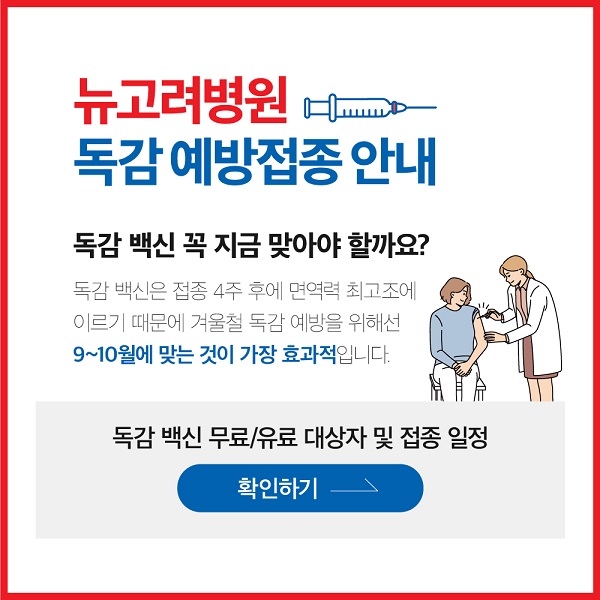 뉴고려병원
독감 예방접종 안내
독감 백신 꼭 지금 맞아야 할까요?
독감 백신은 접종 4주 후에 면역력 최고조에
이르기 때문에 겨울철 독감 예방을 위해선
9~10월에 맞는 것이 가장 효과적입니다.
독감 백신 무료/유료 대상자 및 접종 일정
확인하기